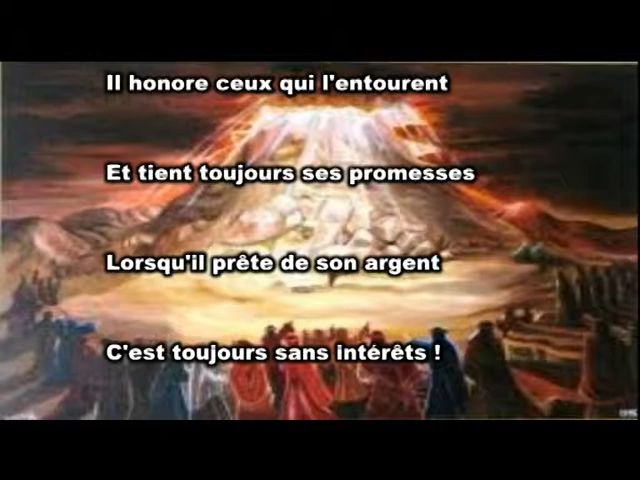 Il honore ceux qui l'entourent
Et tient toujours ses promesses
Lorsqu'il prête de son argent
C'est toujours sans intérêts !